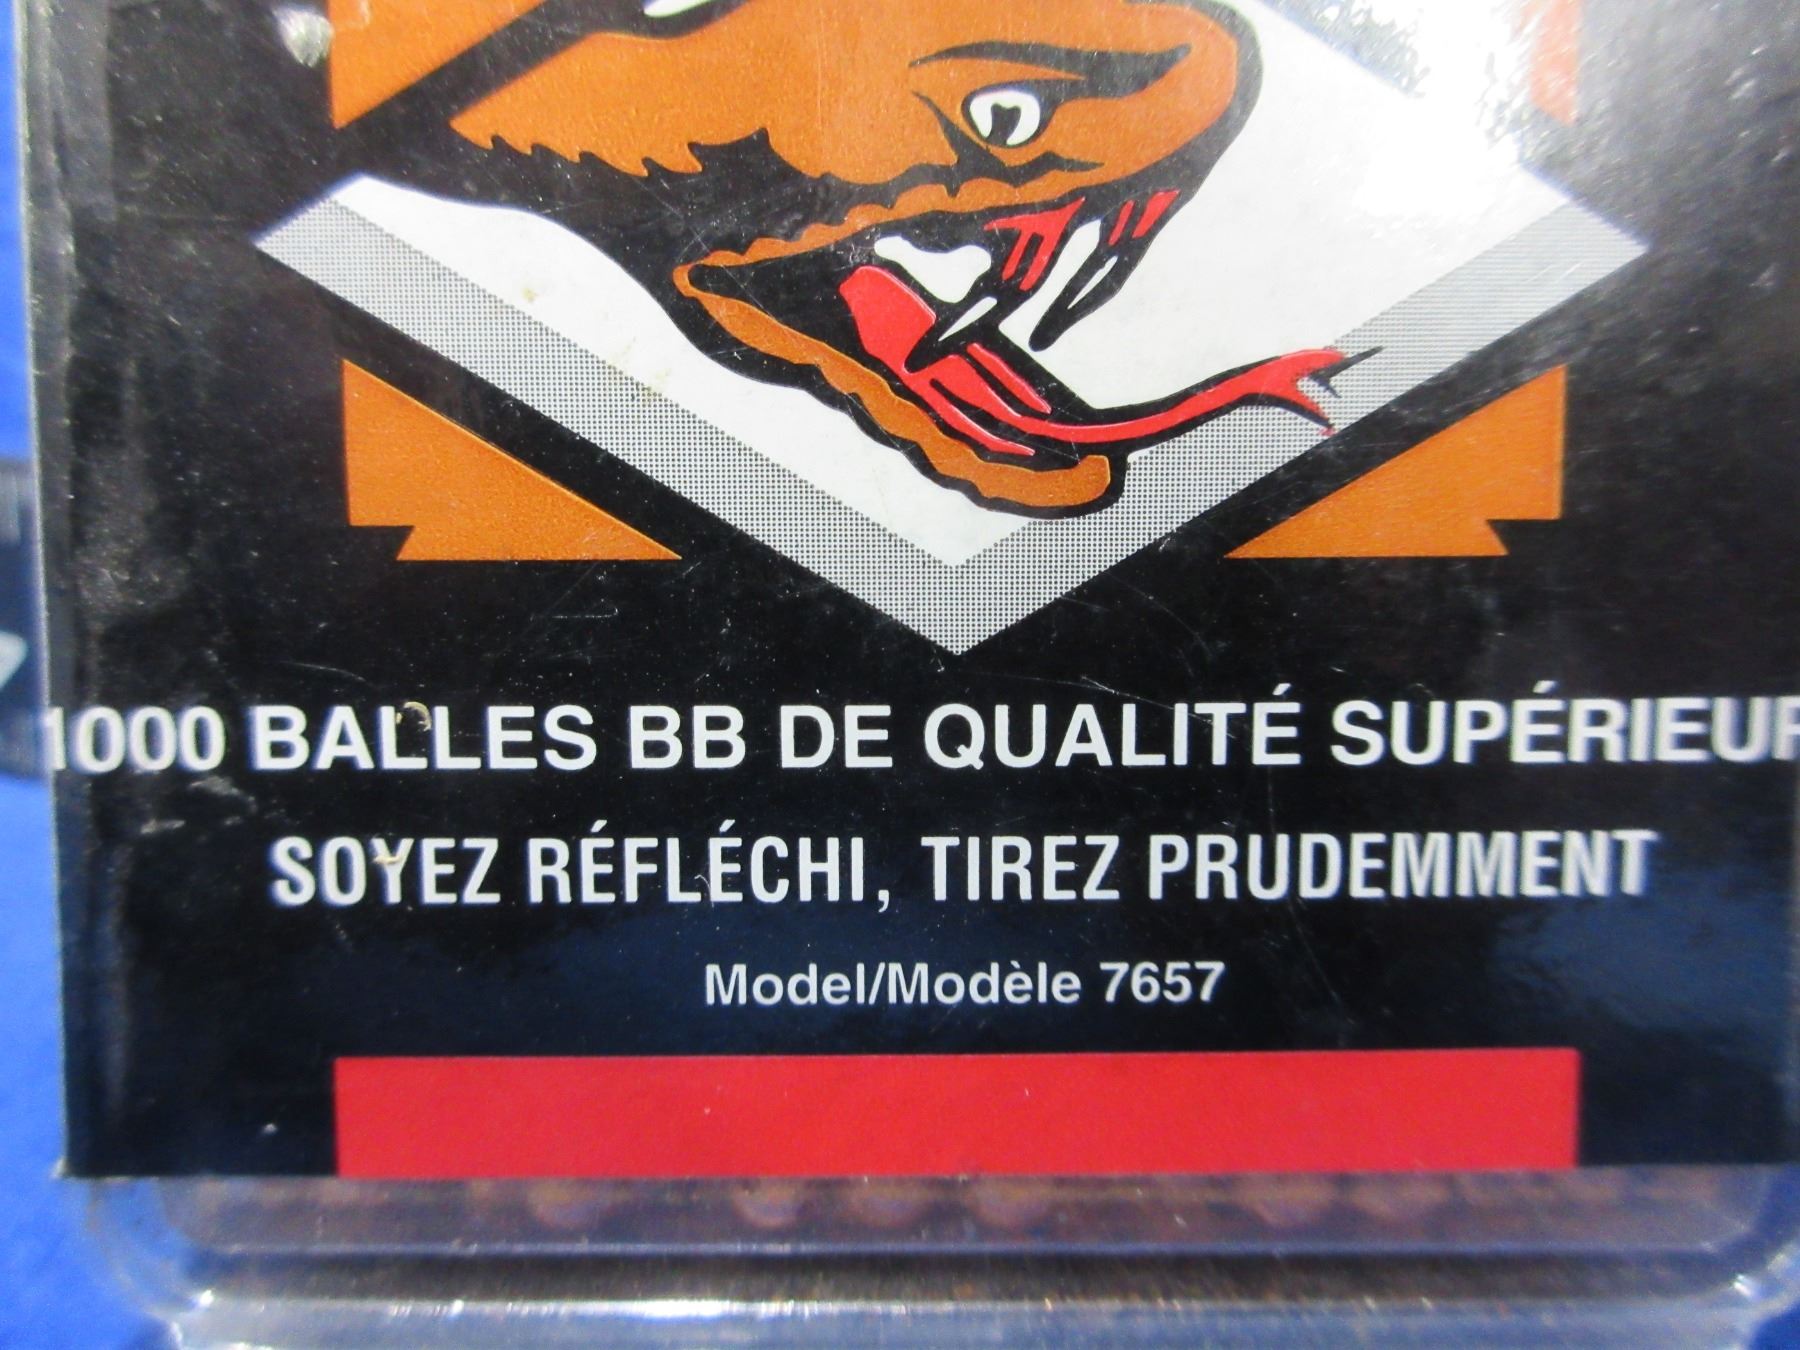 1000 BALLES BB DE QUALITÉ SUPÉRIEUR
SOYEZ RÉFLÉCHI, TIREZ PRUDEMMENT
Model/Modèle 7657